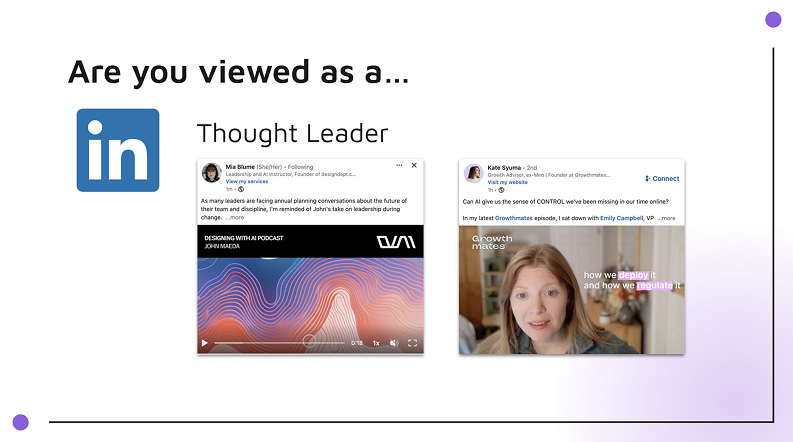 Are you viewed as a...
in
Thought Leader
Mia Blume (She/Her) • Following
Leadership and AI Instructor, Founder of designdept.c...
View my services
1m •
As many leaders are facing annual planning conversations about the future of
their team and discipline, I'm reminded of John's take on leadership during
change. ...more
DESIGNING WITH AI PODCAST
JOHN MAEDA
0:18 1x
Kate Syuma • 2nd
Growth Advisor, ex-Miro | Founder at Growthmates...
Visit my website
1h •
Connect
Can AI give us the sense of CONTROL we've been missing in our time online?
In my latest Growthmates episode, I sat down with Emily Campbell, VP ...more
Growth
mates
how we deploy it
and how we regulate it